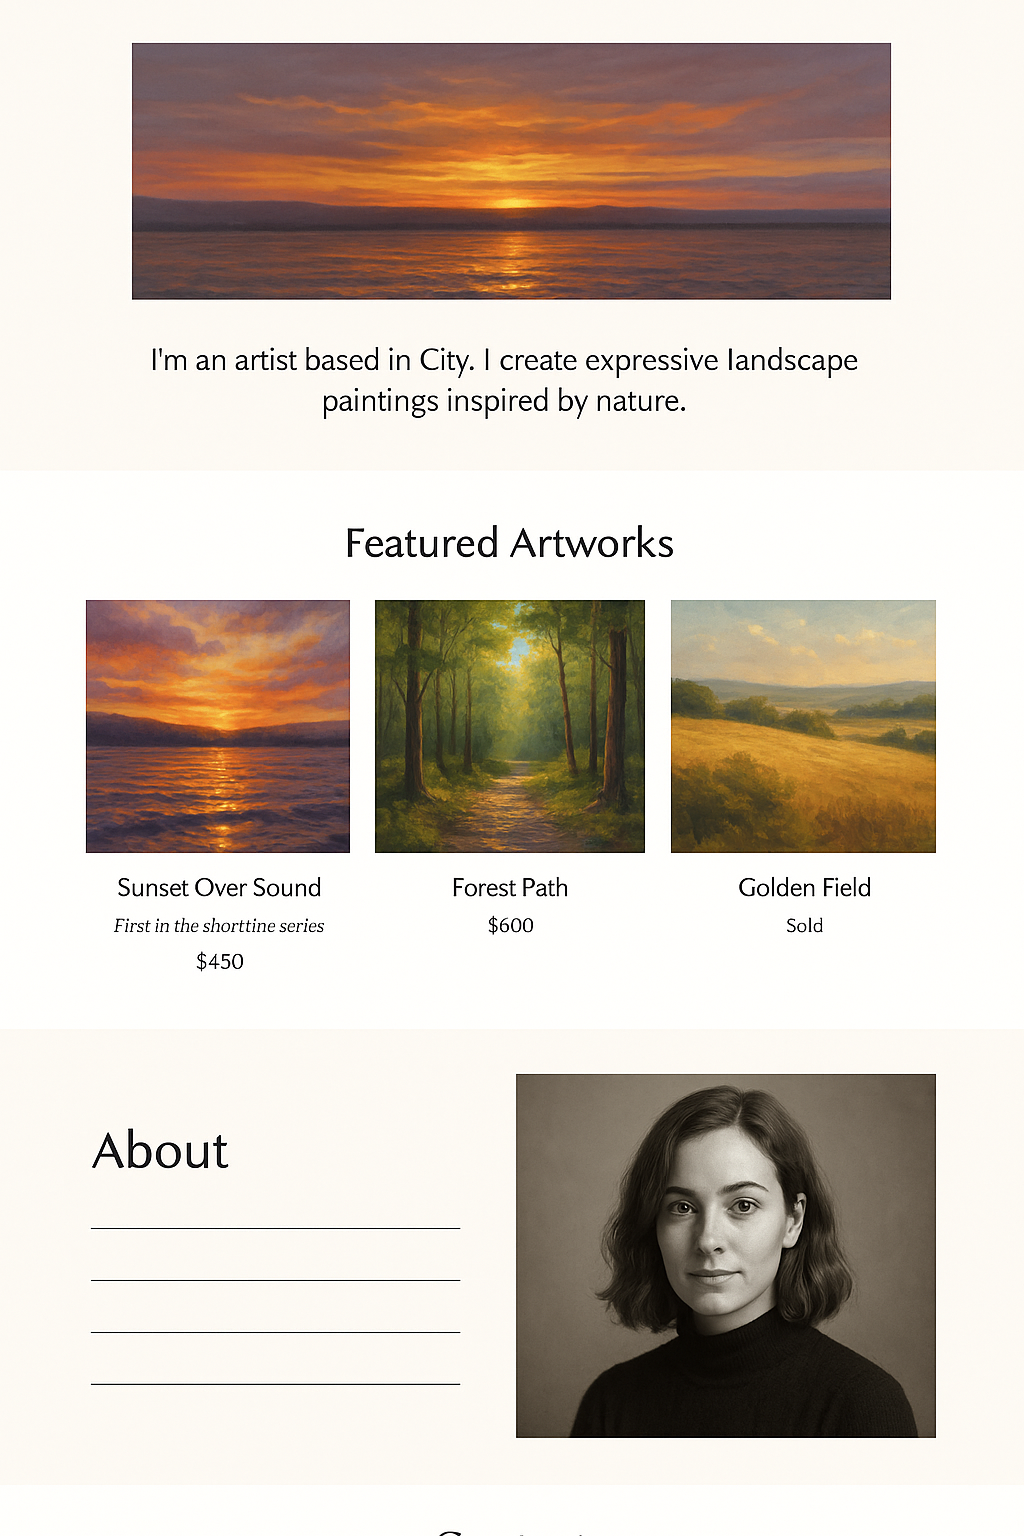 I'm an artist based in City. I create expressive landscape
paintings inspired by nature.
Featured Artworks
Sunset Over Sound
First in the shorttine series
$450
Forest Path
$600
Golden Field
Sold
About